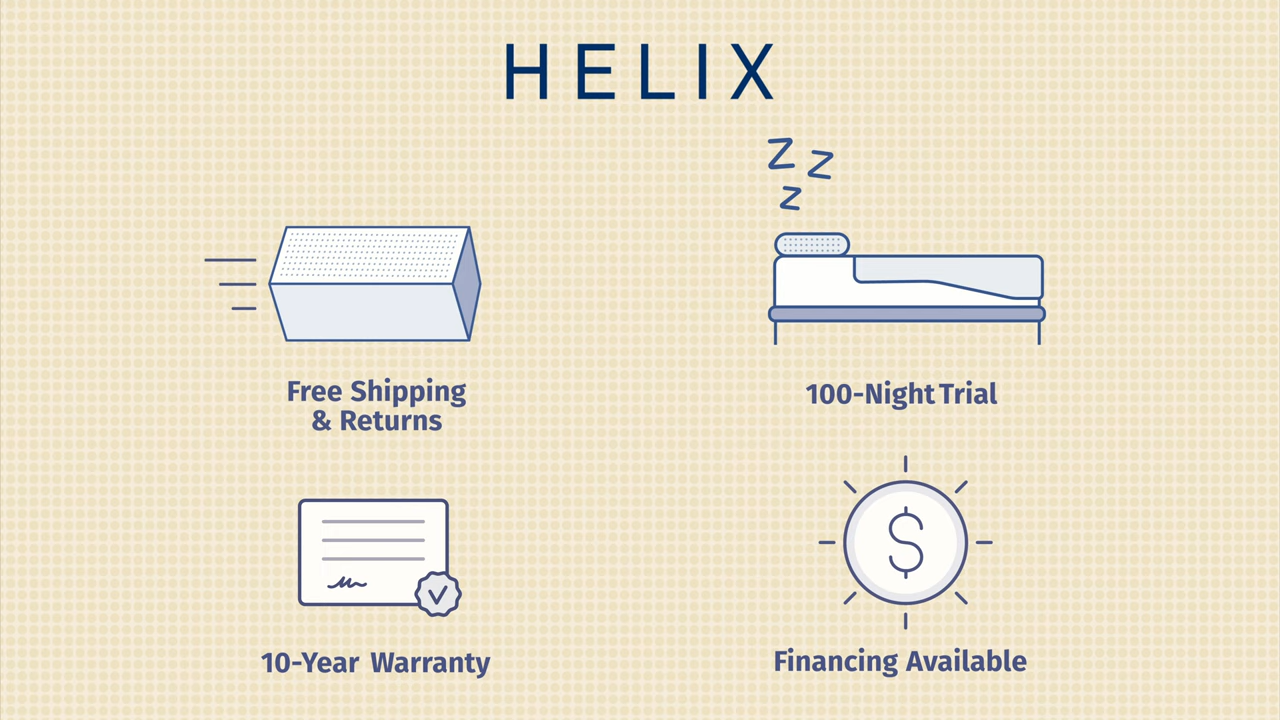 HELIX
Z Z
Z
Free Shipping
& Returns
100-Night Trial
10-Year Warranty
$
Financing Available